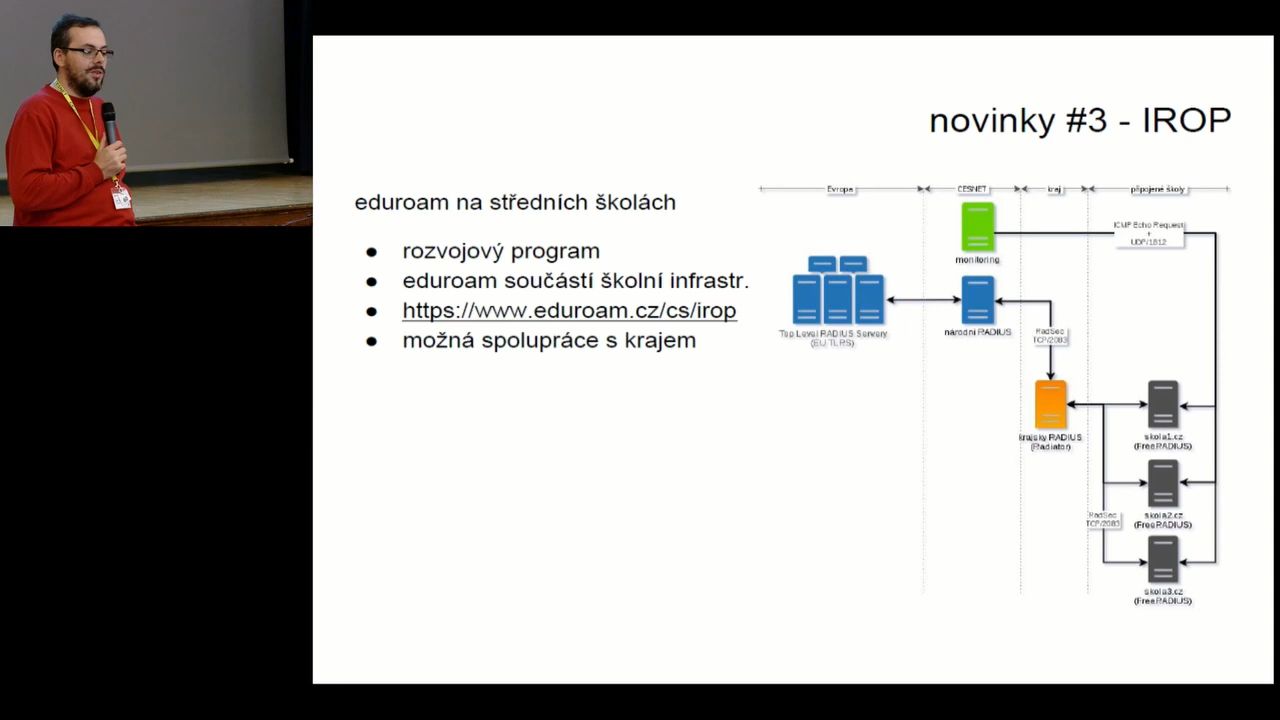 novinky #3 - IROP
eduroam na středních školách
● rozvojový program
● eduroam součástí školní infrastr.
● https://www.eduroam.cz/cs/irop
● možná spolupráce s krajem
Evropa
CESNET
kraj
připojené školy
ICMP Echo Request
+
UDP/1812
monitoring
Top Level RADIUS Servery
(EU TLRS)
národní RADIUS
RadSec
TCP/2083
krajsky RADIUS
(Radiator)
skola1.cz
(FreeRADIUS)
skola2.cz
(FreeRADIUS)
RadSec
TCP/2083
skola3.cz
(FreeRADIUS)